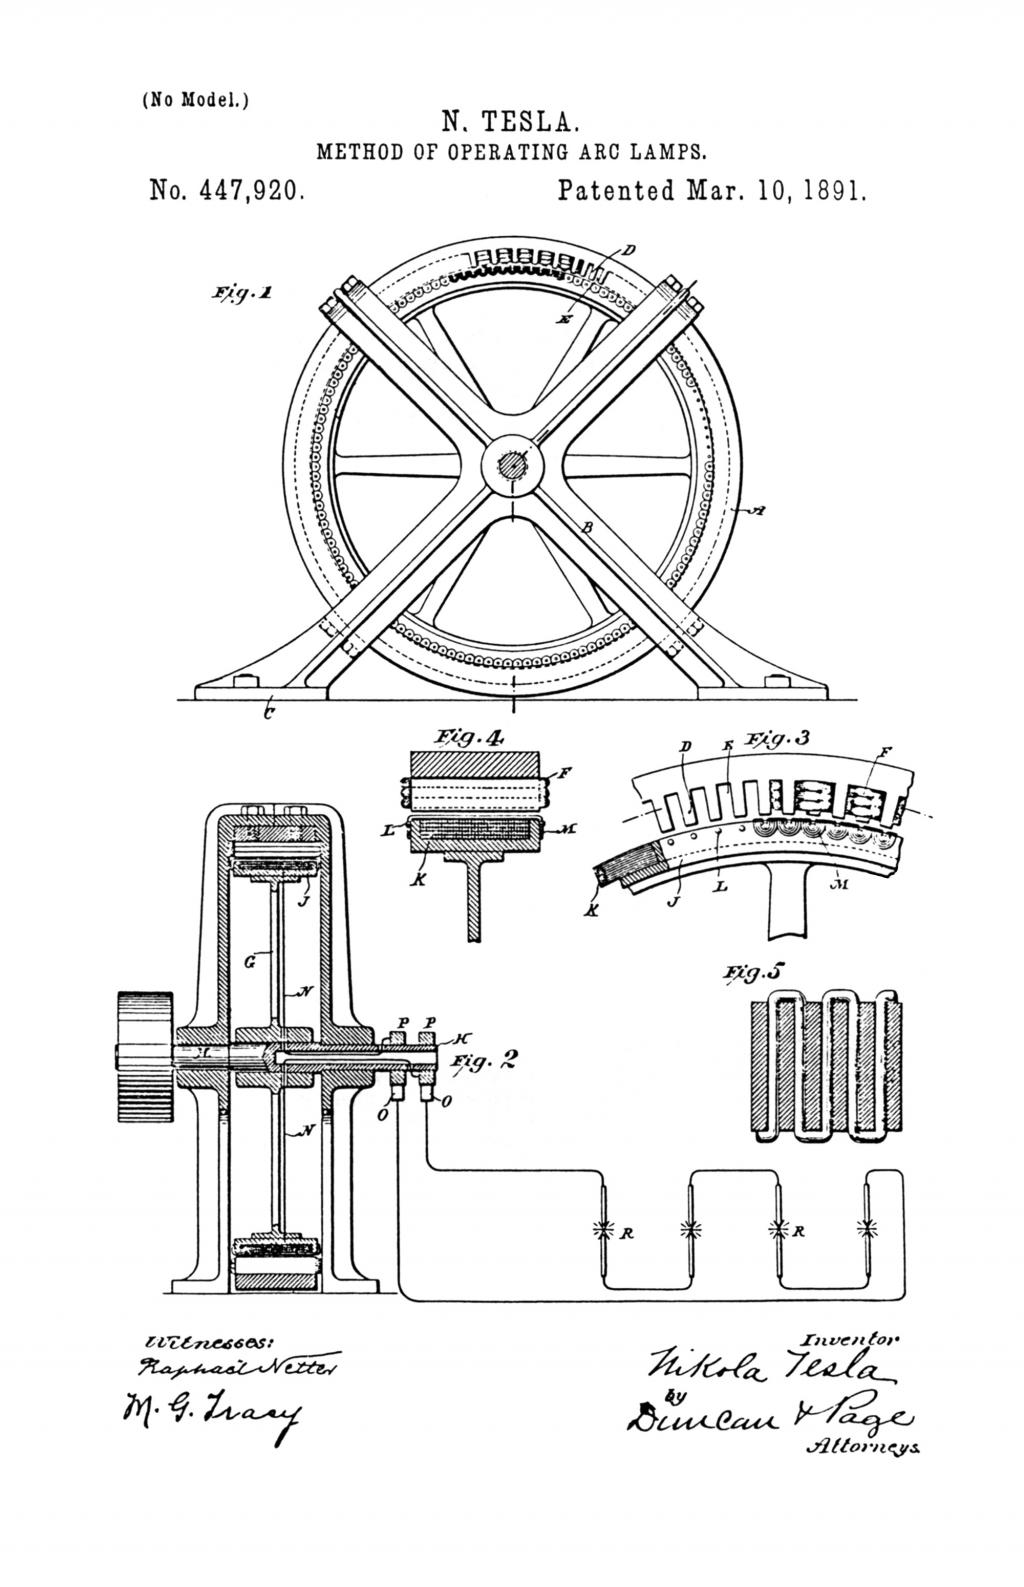 (No Model.)
N. TESLA.
METHOD OF OPERATING ARC LAMPS.
No. 447,920. Patented Mar. 10, 1891.
Fig. 1
D
E
A
B
C
Fig. 4
F
L
M
K
Fig. 3
D
E
F
K
J
L
M
J
G
N
H
P P
H
Fig. 2
O
O
N
Fig. 5
R
R
Witnesses:
Raphaël Netter
M. G. Tracy
Inventor
Nikola Tesla
by
Duncan & Page
Attorneys.